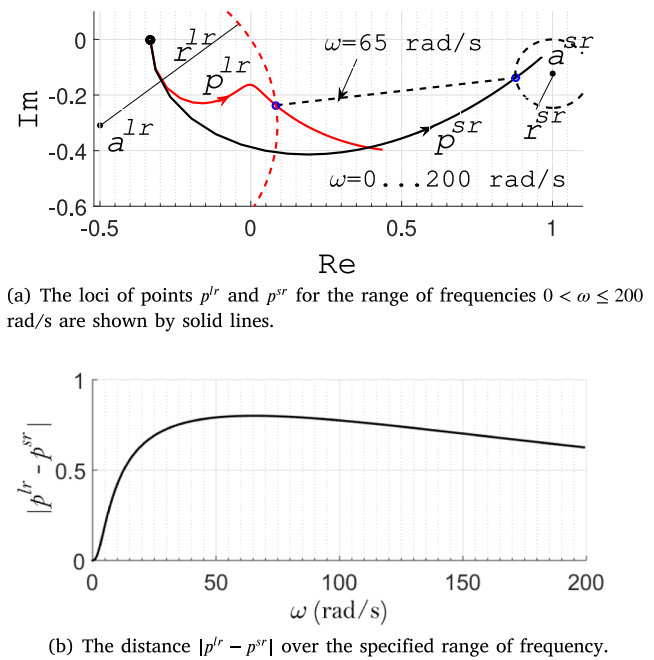 0
-0.2
-0.4
-0.6
Im
r^lr
p^lr
a^lr
ω=65 rad/s
a^sr
r^sr
p^sr
ω=0...200 rad/s
-0.5 0 0.5 1
Re
(a) The loci of points p^lr and p^sr for the range of frequencies 0 < ω ≤ 200
rad/s are shown by solid lines.
1
0.5
0
|p^lr - p^sr|
0 50 100 150 200
ω (rad/s)
(b) The distance |p^lr − p^sr| over the specified range of frequency.